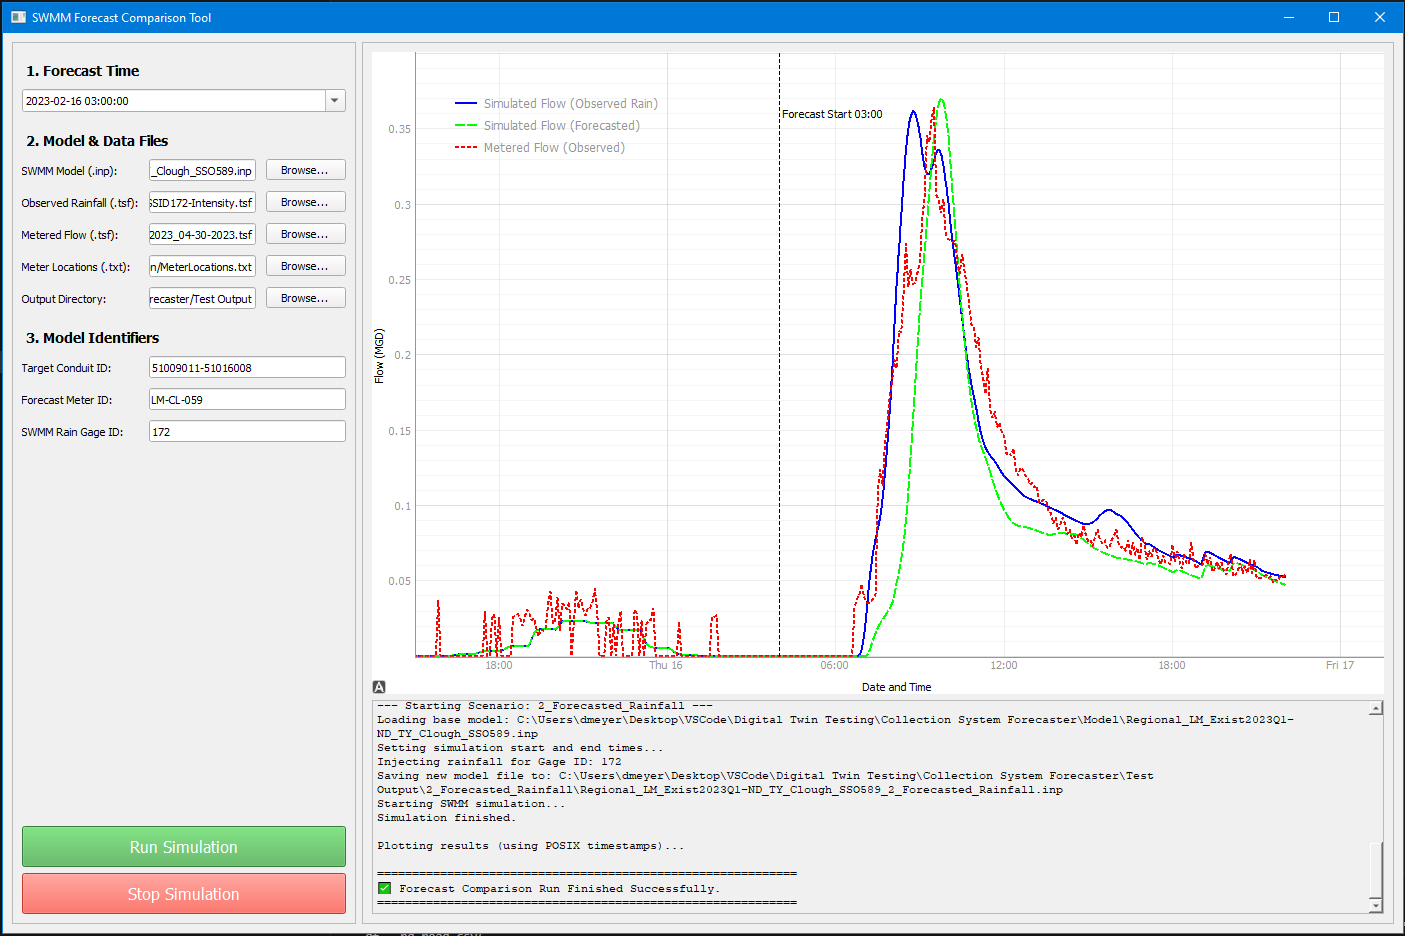 SWMM Forecast Comparison Tool
1. Forecast Time
2023-02-16 03:00:00
2. Model & Data Files
SWMM Model (.inp):
_Clough_SSO589.inp
Browse...
Observed Rainfall (.tsf):
SSID172-Intensity.tsf
Browse...
Metered Flow (.tsf):
2023_04-30-2023.tsf
Browse...
Meter Locations (.txt):
n/MeterLocations.txt
Browse...
Output Directory:
recaster/Test Output
Browse...
3. Model Identifiers
Target Conduit ID:
51009011-51016008
Forecast Meter ID:
LM-CL-059
SWMM Rain Gage ID:
172
Run Simulation
Stop Simulation
Simulated Flow (Observed Rain)
Simulated Flow (Forecasted)
Metered Flow (Observed)
Forecast Start 03:00
Flow (MGD)
0.35
0.3
0.25
0.2
0.15
0.1
0.05
18:00
Thu 16
06:00
12:00
18:00
Fri 17
Date and Time
A
--- Starting Scenario: 2_Forecasted_Rainfall ---
Loading base model: C:\Users\dmeyer\Desktop\VSCode\Digital Twin Testing\Collection System Forecaster\Model\Regional_LM_Exist2023Q1-
ND_TY_Clough_SSO589.inp
Setting simulation start and end times...
Injecting rainfall for Gage ID: 172
Saving new model file to: C:\Users\dmeyer\Desktop\VSCode\Digital Twin Testing\Collection System Forecaster\Test
Output\2_Forecasted_Rainfall\Regional_LM_Exist2023Q1-ND_TY_Clough_SSO589_2_Forecasted_Rainfall.inp
Starting SWMM simulation...
Simulation finished.
Plotting results (using POSIX timestamps)...
============================================================
✅ Forecast Comparison Run Finished Successfully.
============================================================